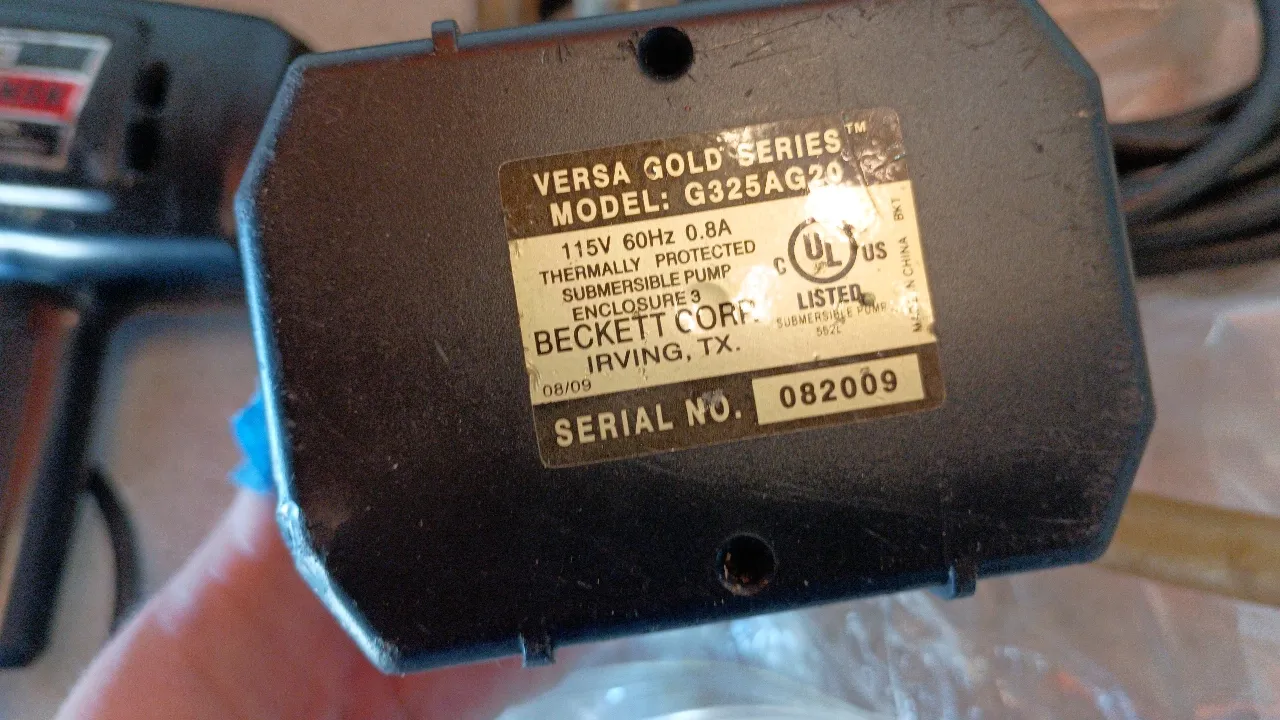 VERSA GOLD SERIES™
MODEL: G325AG20
115V 60Hz 0.8A
THERMALLY PROTECTED
SUBMERSIBLE PUMP
ENCLOSURE 3
BECKETT CORP.
IRVING, TX.
08/09
C UL US
LISTED
SUBMERSIBLE PUMP
MADE IN CHINA BKT
SERIAL NO. 082009